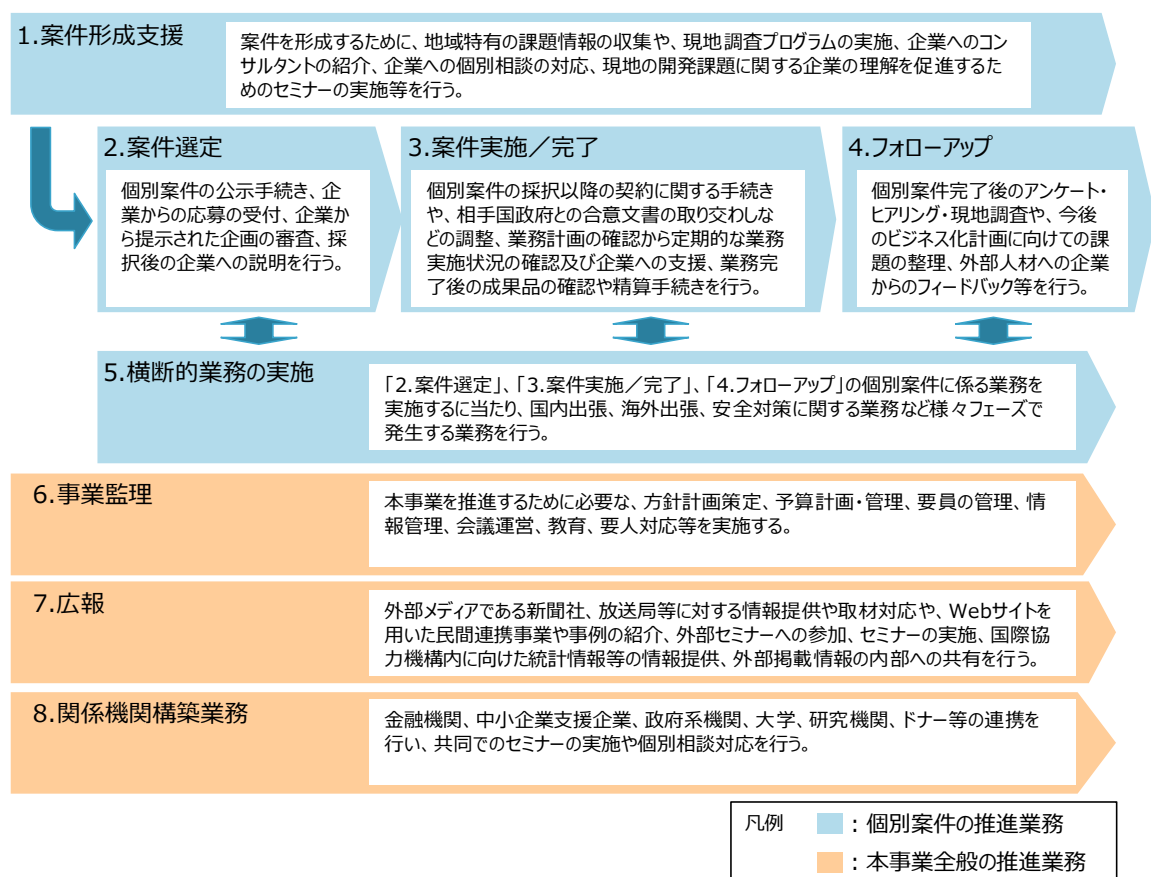 1.案件形成支援
案件を形成するために、地域特有の課題情報の収集や、現地調査プログラムの実施、企業へのコン
サルタントの紹介、企業への個別相談の対応、現地の開発課題に関する企業の理解を促進するた
めのセミナーの実施等を行う。
2.案件選定
個別案件の公示手続き、企
業からの応募の受付、企業か
ら提示された企画の審査、採
択後の企業への説明を行う。
3.案件実施／完了
個別案件の採択以降の契約に関する手続き
や、相手国政府との合意文書の取り交わしな
どの調整、業務計画の確認から定期的な業務
実施状況の確認及び企業への支援、業務完
了後の成果品の確認や精算手続きを行う。
4.フォローアップ
個別案件完了後のアンケート・
ヒアリング・現地調査や、今後
のビジネス化計画に向けての課
題の整理、外部人材への企業
からのフィードバック等を行う。
5.横断的業務の実施
「2.案件選定」、「3.案件実施／完了」、「4.フォローアップ」の個別案件に係る業務を
実施するに当たり、国内出張、海外出張、安全対策に関する業務など様々フェーズで
発生する業務を行う。
6.事業監理
本事業を推進するために必要な、方針計画策定、予算計画・管理、要員の管理、情
報管理、会議運営、教育、要人対応等を実施する。
7.広報
外部メディアである新聞社、放送局等に対する情報提供や取材対応や、Webサイトを
用いた民間連携事業や事例の紹介、外部セミナーへの参加、セミナーの実施、国際協
力機構内に向けた統計情報等の情報提供、外部掲載情報の内部への共有を行う。
8.関係機関構築業務
金融機関、中小企業支援企業、政府系機関、大学、研究機関、ドナー等の連携を
行い、共同でのセミナーの実施や個別相談対応を行う。
凡例 ：個別案件の推進業務
：本事業全般の推進業務